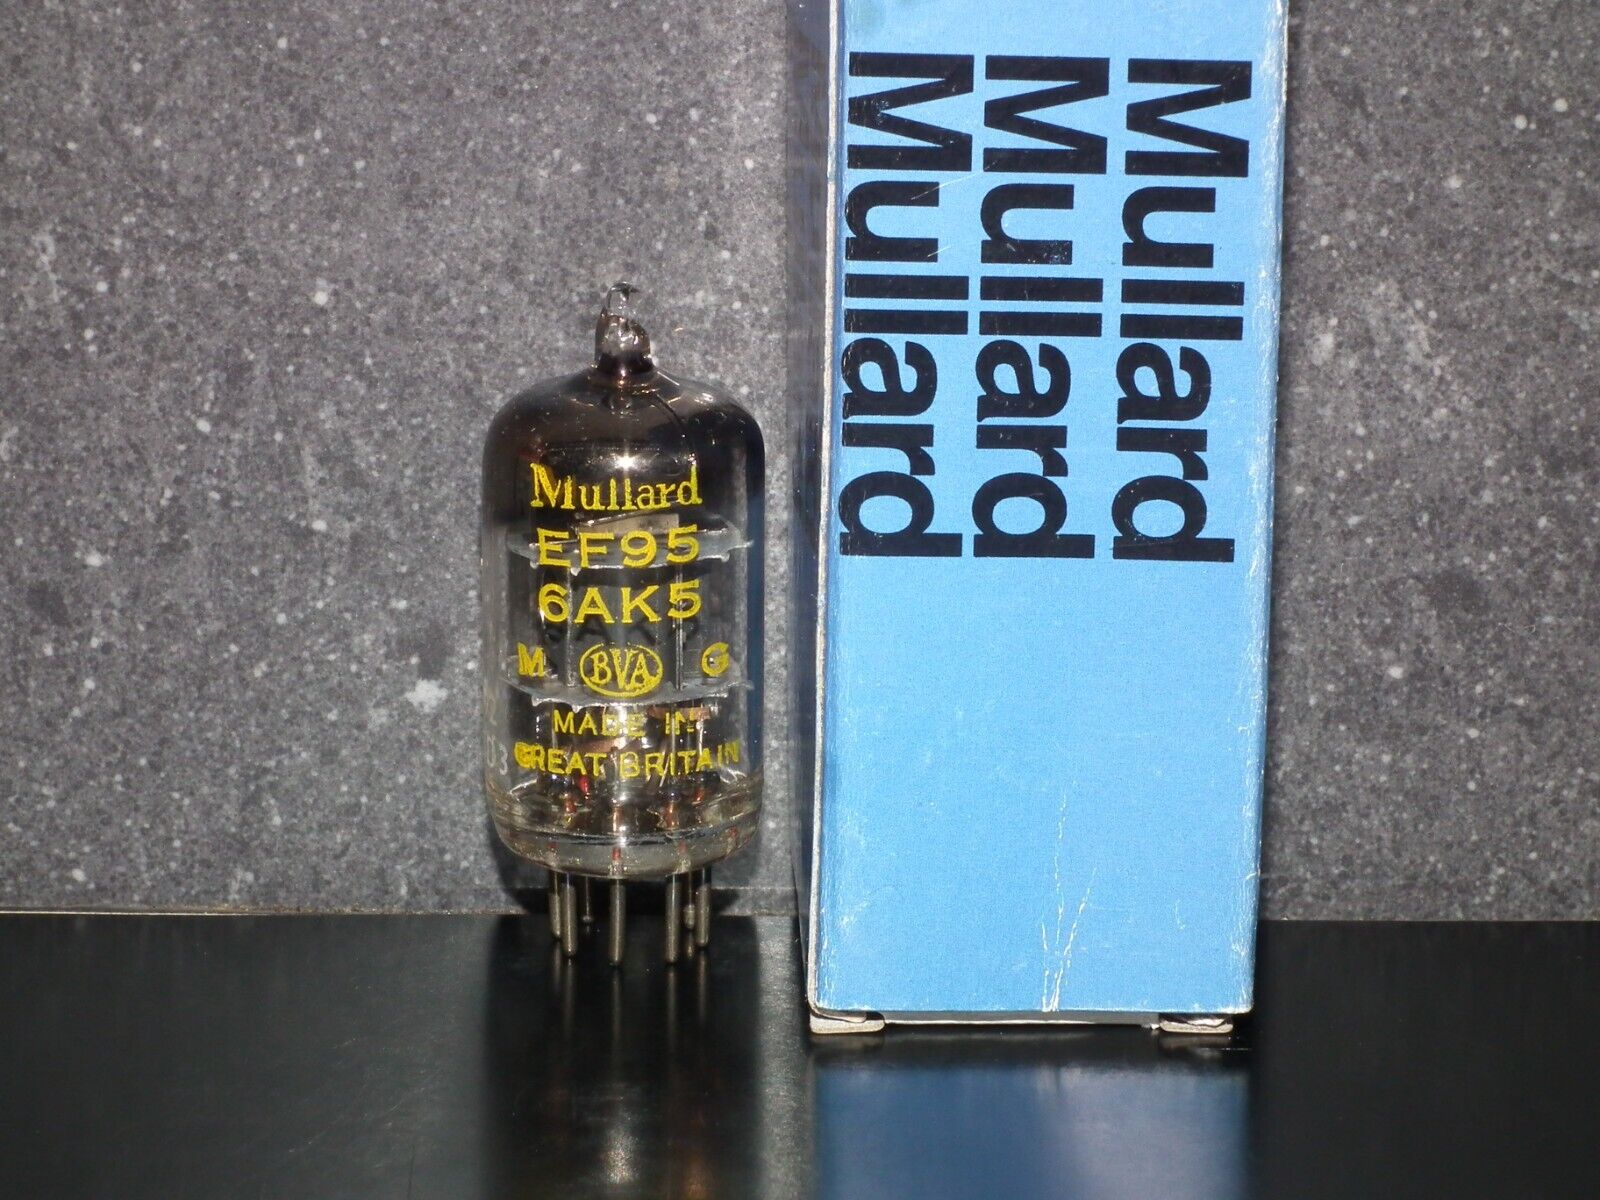 Mullard
EF95
6AK5
M BVA G
MADE IN
GREAT BRITAIN
Mullard
Mullard
Mullard